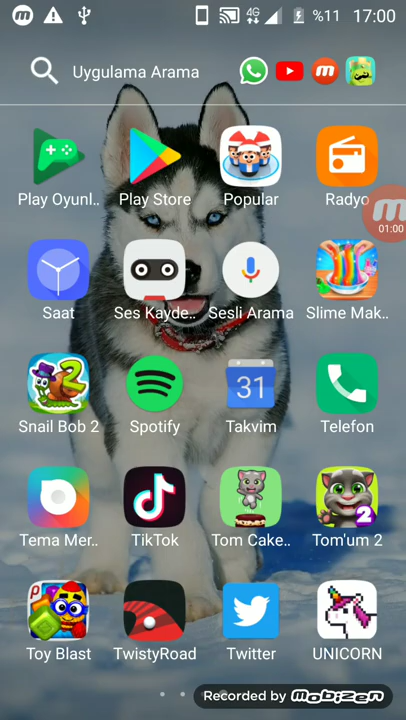 4G %11 17:00
Uygulama Arama
Play Oyunl.. Play Store Popular Radyo
01:00
Saat Ses Kayde.. Sesli Arama Slime Mak..
31
Snail Bob 2 Spotify Takvim Telefon
Tema Mer.. TikTok Tom Cake.. Tom'um 2
Toy Blast TwistyRoad Twitter UNICORN
Recorded by Mobizen